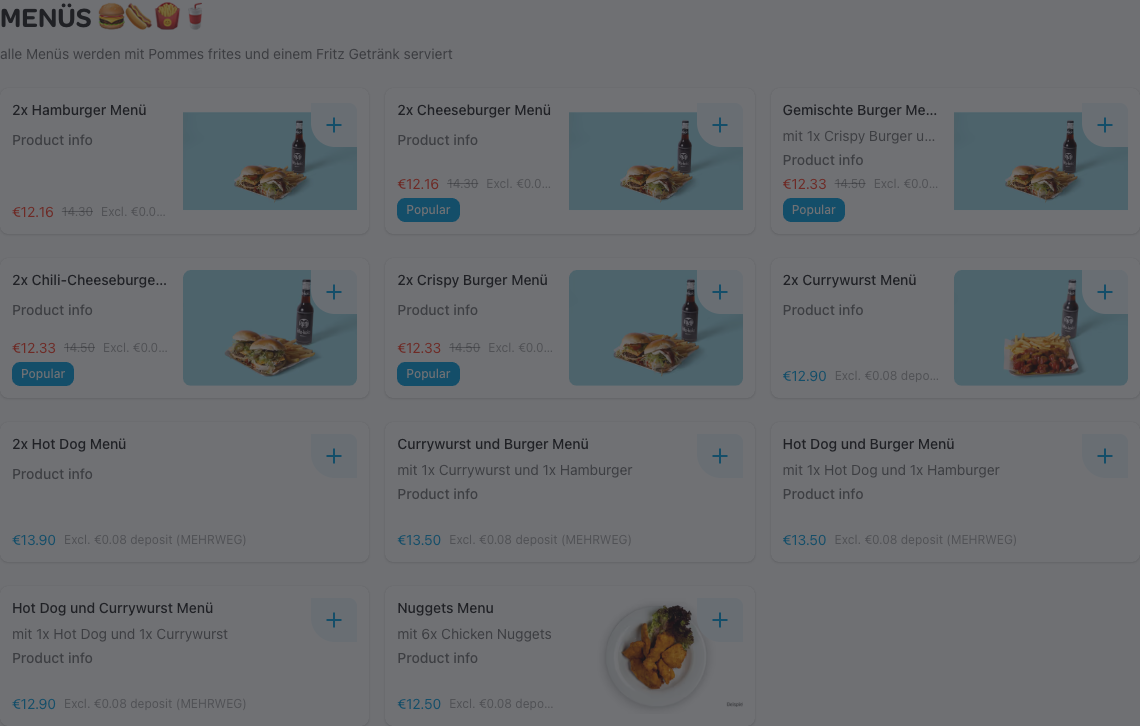 MENÜS 🍔🌭🍟🥤
alle Menüs werden mit Pommes frites und einem Fritz Getränk serviert
2x Hamburger Menü
Product info
€12.16 14.30 Excl. €0.0...
2x Cheeseburger Menü
Product info
€12.16 14.30 Excl. €0.0...
Popular
Gemischte Burger Me...
mit 1x Crispy Burger u...
Product info
€12.33 14.50 Excl. €0.0...
Popular
2x Chili-Cheeseburge...
Product info
€12.33 14.50 Excl. €0.0...
Popular
2x Crispy Burger Menü
Product info
€12.33 14.50 Excl. €0.0...
Popular
2x Currywurst Menü
Product info
€12.90 Excl. €0.08 depo...
2x Hot Dog Menü
Product info
€13.90 Excl. €0.08 deposit (MEHRWEG)
Currywurst und Burger Menü
mit 1x Currywurst und 1x Hamburger
Product info
€13.50 Excl. €0.08 deposit (MEHRWEG)
Hot Dog und Burger Menü
mit 1x Hot Dog und 1x Hamburger
Product info
€13.50 Excl. €0.08 deposit (MEHRWEG)
Hot Dog und Currywurst Menü
mit 1x Hot Dog und 1x Currywurst
Product info
€12.90 Excl. €0.08 deposit (MEHRWEG)
Nuggets Menu
mit 6x Chicken Nuggets
Product info
€12.50 Excl. €0.08 depo...